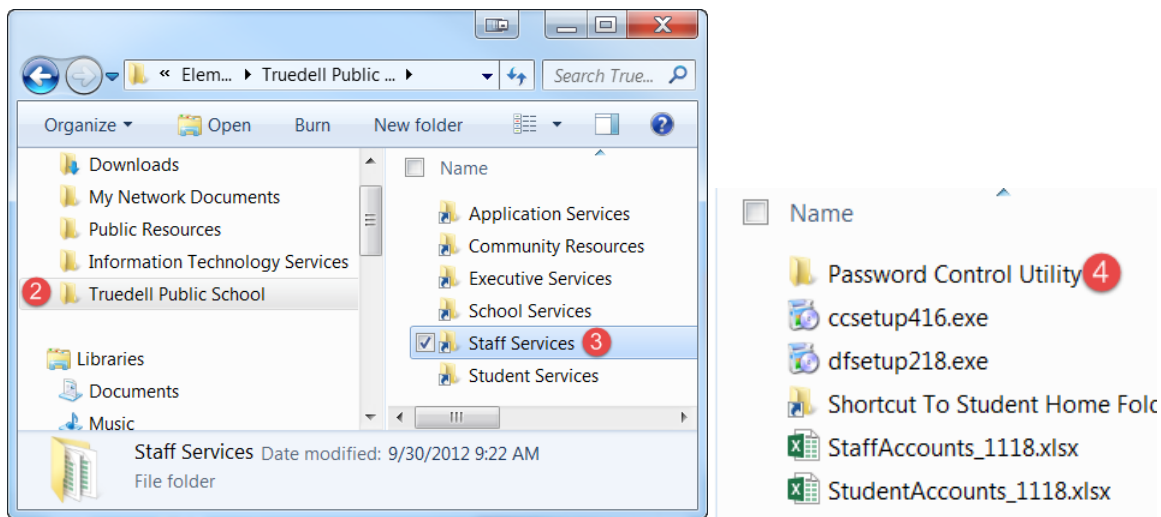 « Elem... Truedell Public ...
Search True...
Organize Open Burn New folder
Downloads
My Network Documents
Public Resources
Information Technology Services
2 Truedell Public School
Libraries
Documents
Music
Name
Application Services
Community Resources
Executive Services
School Services
Staff Services 3
Student Services
Staff Services Date modified: 9/30/2012 9:22 AM
File folder
Name
Password Control Utility 4
ccsetup416.exe
dfsetup218.exe
Shortcut To Student Home
StaffAccounts_1118.xlsx
StudentAccounts_1118.xlsx